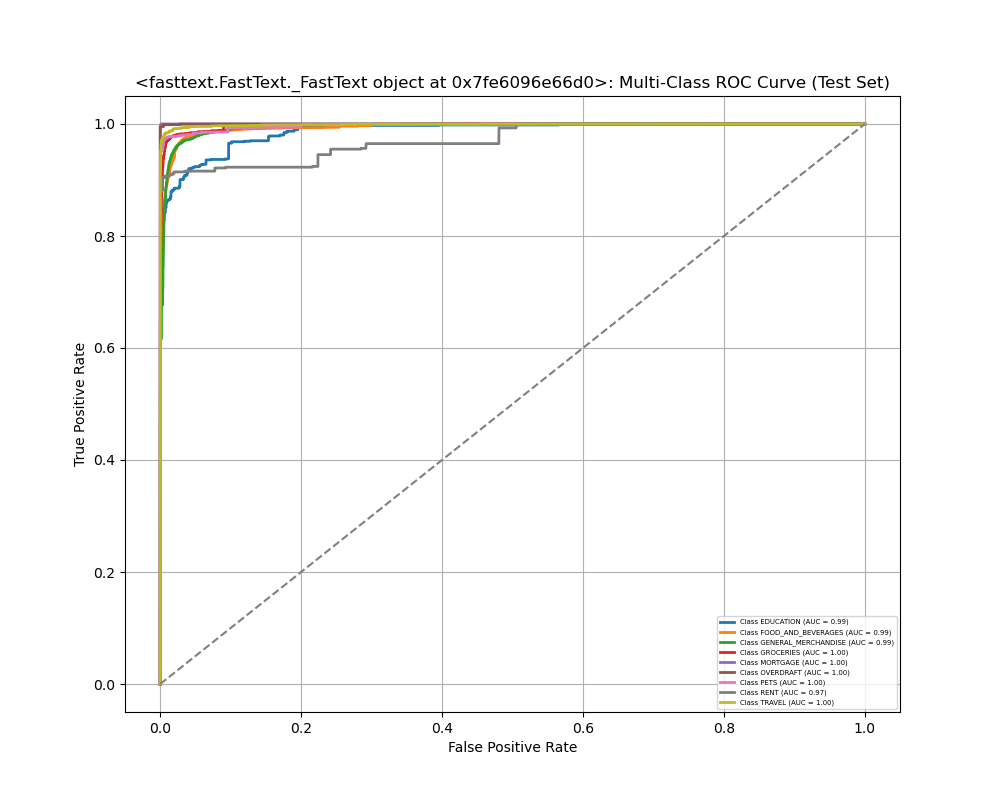 <fasttext.FastText._FastText object at 0x7fe6096e66d0>: Multi-Class ROC Curve (Test Set)
True Positive Rate
1.0
0.8
0.6
0.4
0.2
0.0
Class EDUCATION (AUC = 0.99)
Class FOOD_AND_BEVERAGES (AUC = 0.99)
Class GENERAL_MERCHANDISE (AUC = 0.99)
Class GROCERIES (AUC = 1.00)
Class MORTGAGE (AUC = 1.00)
Class OVERDRAFT (AUC = 1.00)
Class PETS (AUC = 1.00)
Class RENT (AUC = 0.97)
Class TRAVEL (AUC = 1.00)
0.0 0.2 0.4 0.6 0.8 1.0
False Positive Rate